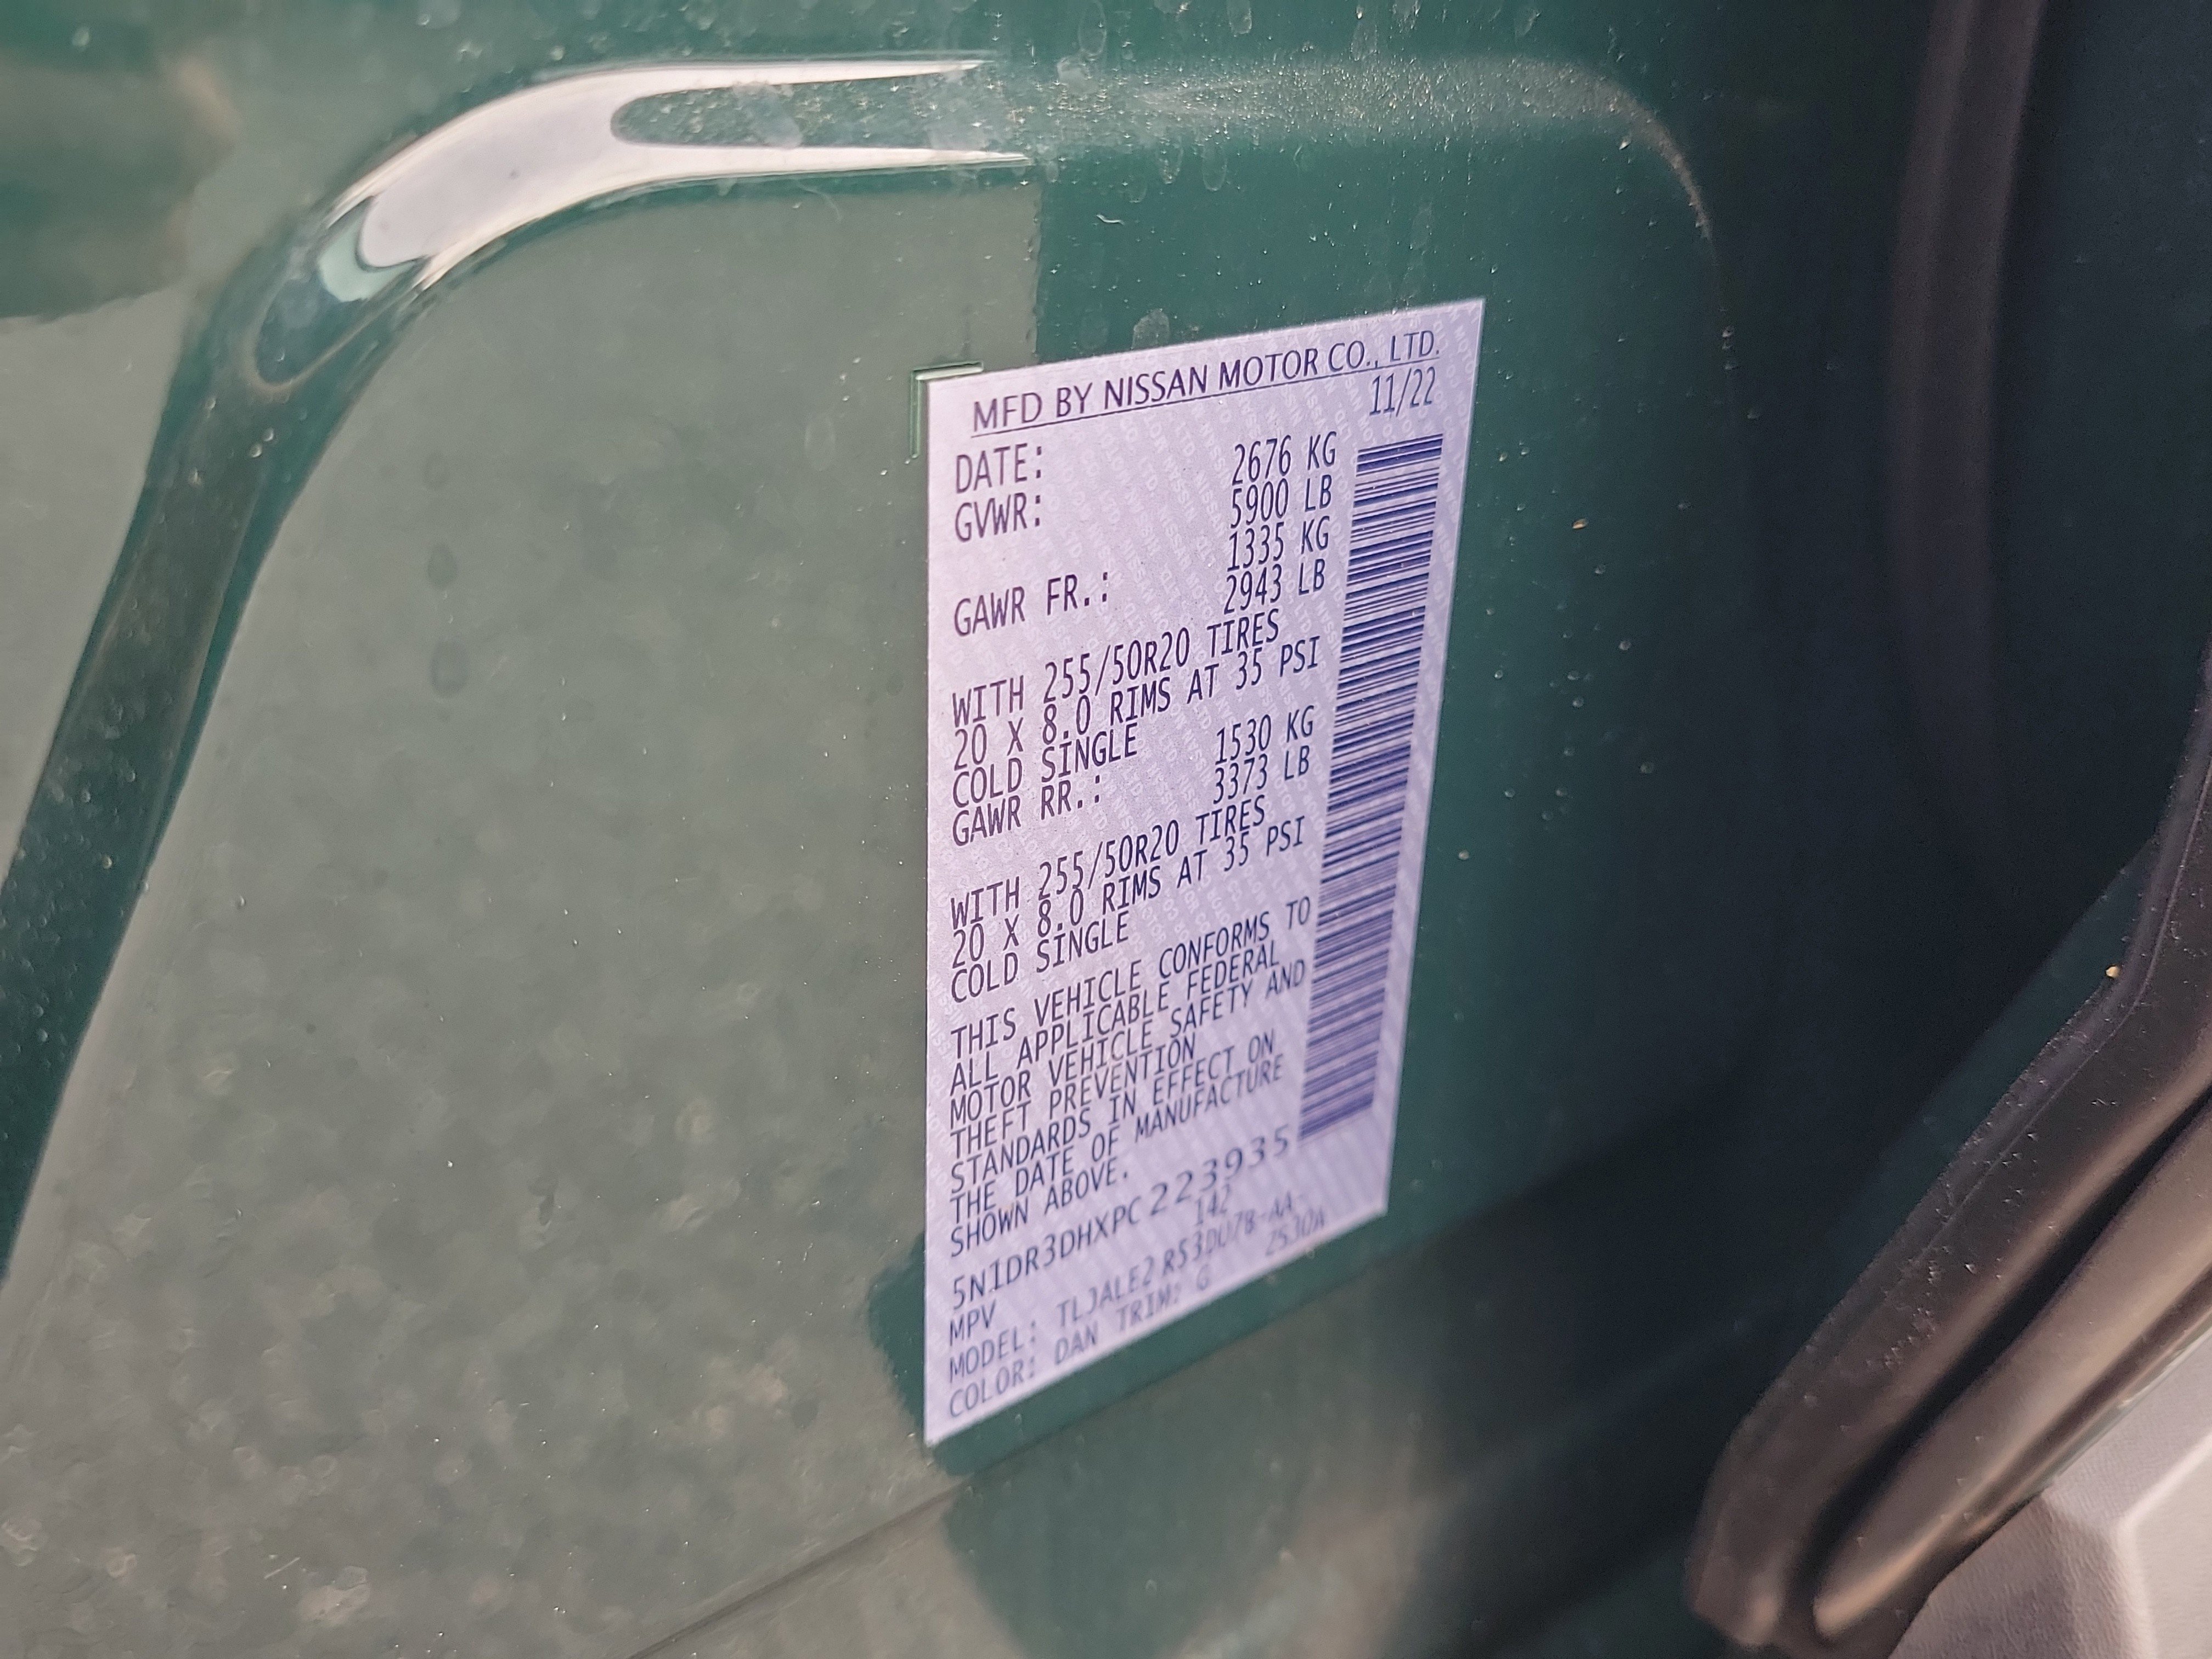 MFD BY NISSAN MOTOR CO., LTD.
DATE: 11/22
GVWR: 2676 KG
5900 LB
1335 KG
GAWR FR.: 2943 LB
WITH 255/50R20 TIRES
20 X 8.0 RIMS AT 35 PSI
COLD SINGLE
GAWR RR.: 1530 KG
3373 LB
WITH 255/50R20 TIRES
20 X 8.0 RIMS AT 35 PSI
COLD SINGLE
THIS VEHICLE CONFORMS TO
ALL APPLICABLE FEDERAL
MOTOR VEHICLE SAFETY AND
THEFT PREVENTION
STANDARDS IN EFFECT ON
THE DATE OF MANUFACTURE
SHOWN ABOVE.
5N1DR3DHXPC223935
MPV 142
MODEL: TLJALE2 R53DU78-AA-
COLOR: DAN TRIM: G